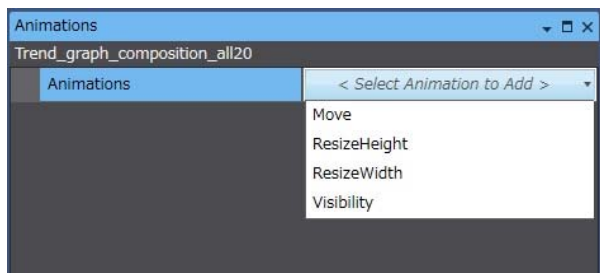 Animations
Trend_graph_composition_all20
Animations < Select Animation to Add >
Move
ResizeHeight
ResizeWidth
Visibility